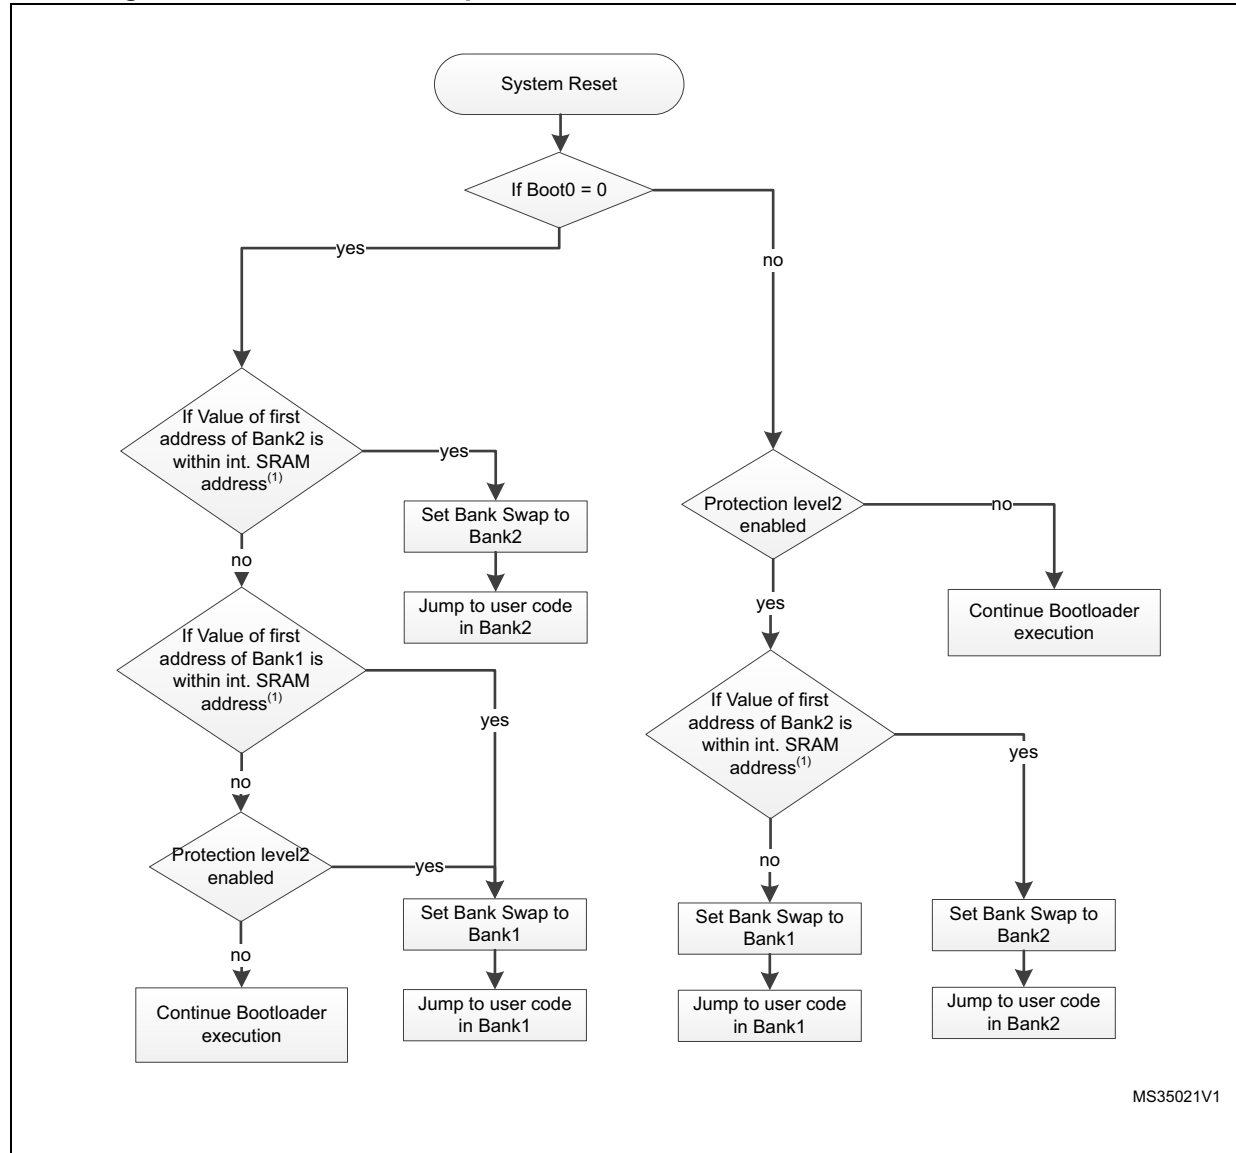 System Reset
If Boot0 = 0
yes
no
If Value of first
address of Bank2 is
within int. SRAM
address(1)
yes
Set Bank Swap to
Bank2
Protection level2
enabled
no
no
Jump to user code
in Bank2
yes
Continue Bootloader
execution
If Value of first
address of Bank1 is
within int. SRAM
address(1)
yes
If Value of first
address of Bank2 is
within int. SRAM
address(1)
yes
no
Protection level2
enabled
yes
no
Set Bank Swap to
Bank1
Set Bank Swap to
Bank1
Set Bank Swap to
Bank2
no
Continue Bootloader
execution
Jump to user code
in Bank1
Jump to user code
in Bank1
Jump to user code
in Bank2
MS35021V1